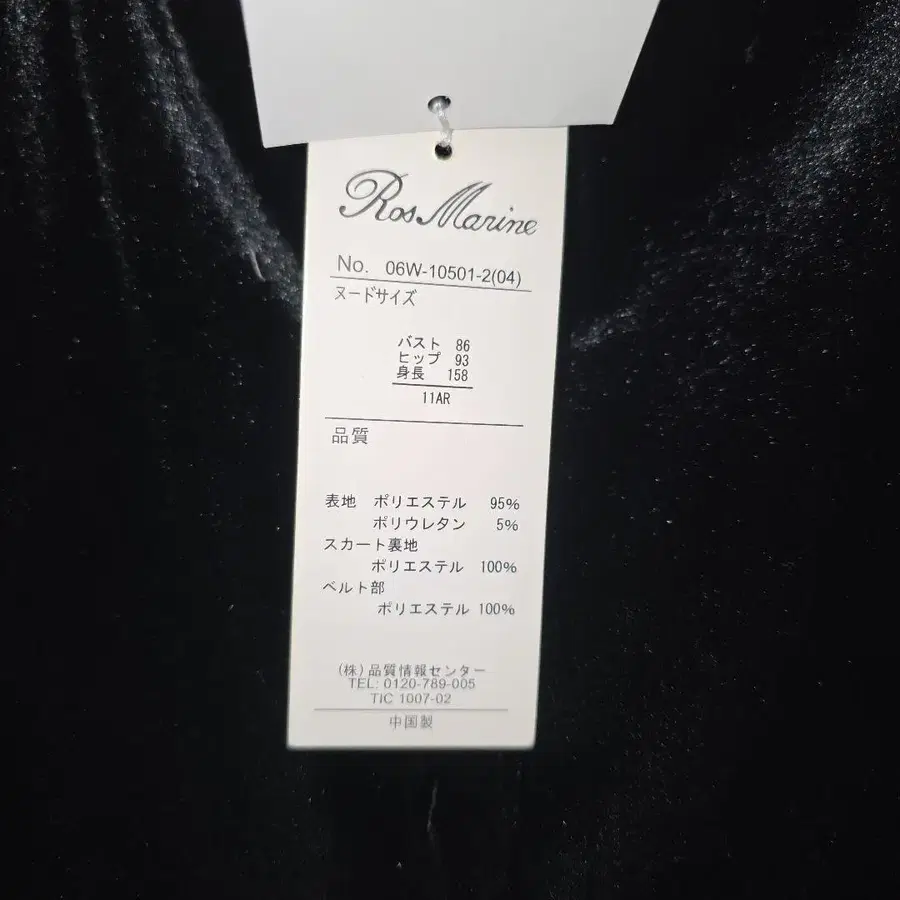 Ros Marine
No. 06W-10501-2(04)
ヌードサイズ
バスト 86
ヒップ 93
身長 158
11AR
品質
表地 ポリエステル 95%
ポリウレタン 5%
スカート裏地
ポリエステル 100%
ベルト部
ポリエステル 100%
(株)品質情報センター
TEL: 0120-789-005
TIC 1007-02
中国製